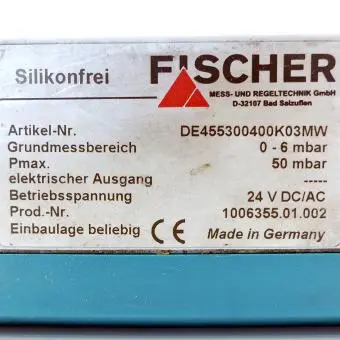 Silikonfrei FISCHER
MESS- UND REGELTECHNIK GmbH
D-32107 Bad Salzuflen
Artikel-Nr. DE455300400K03MW
Grundmessbereich 0 - 6 mbar
Pmax. 50 mbar
elektrischer Ausgang -----
Betriebsspannung 24 V DC/AC
Prod.-Nr. 1006355.01.002
Einbaulage beliebig CE Made in Germany